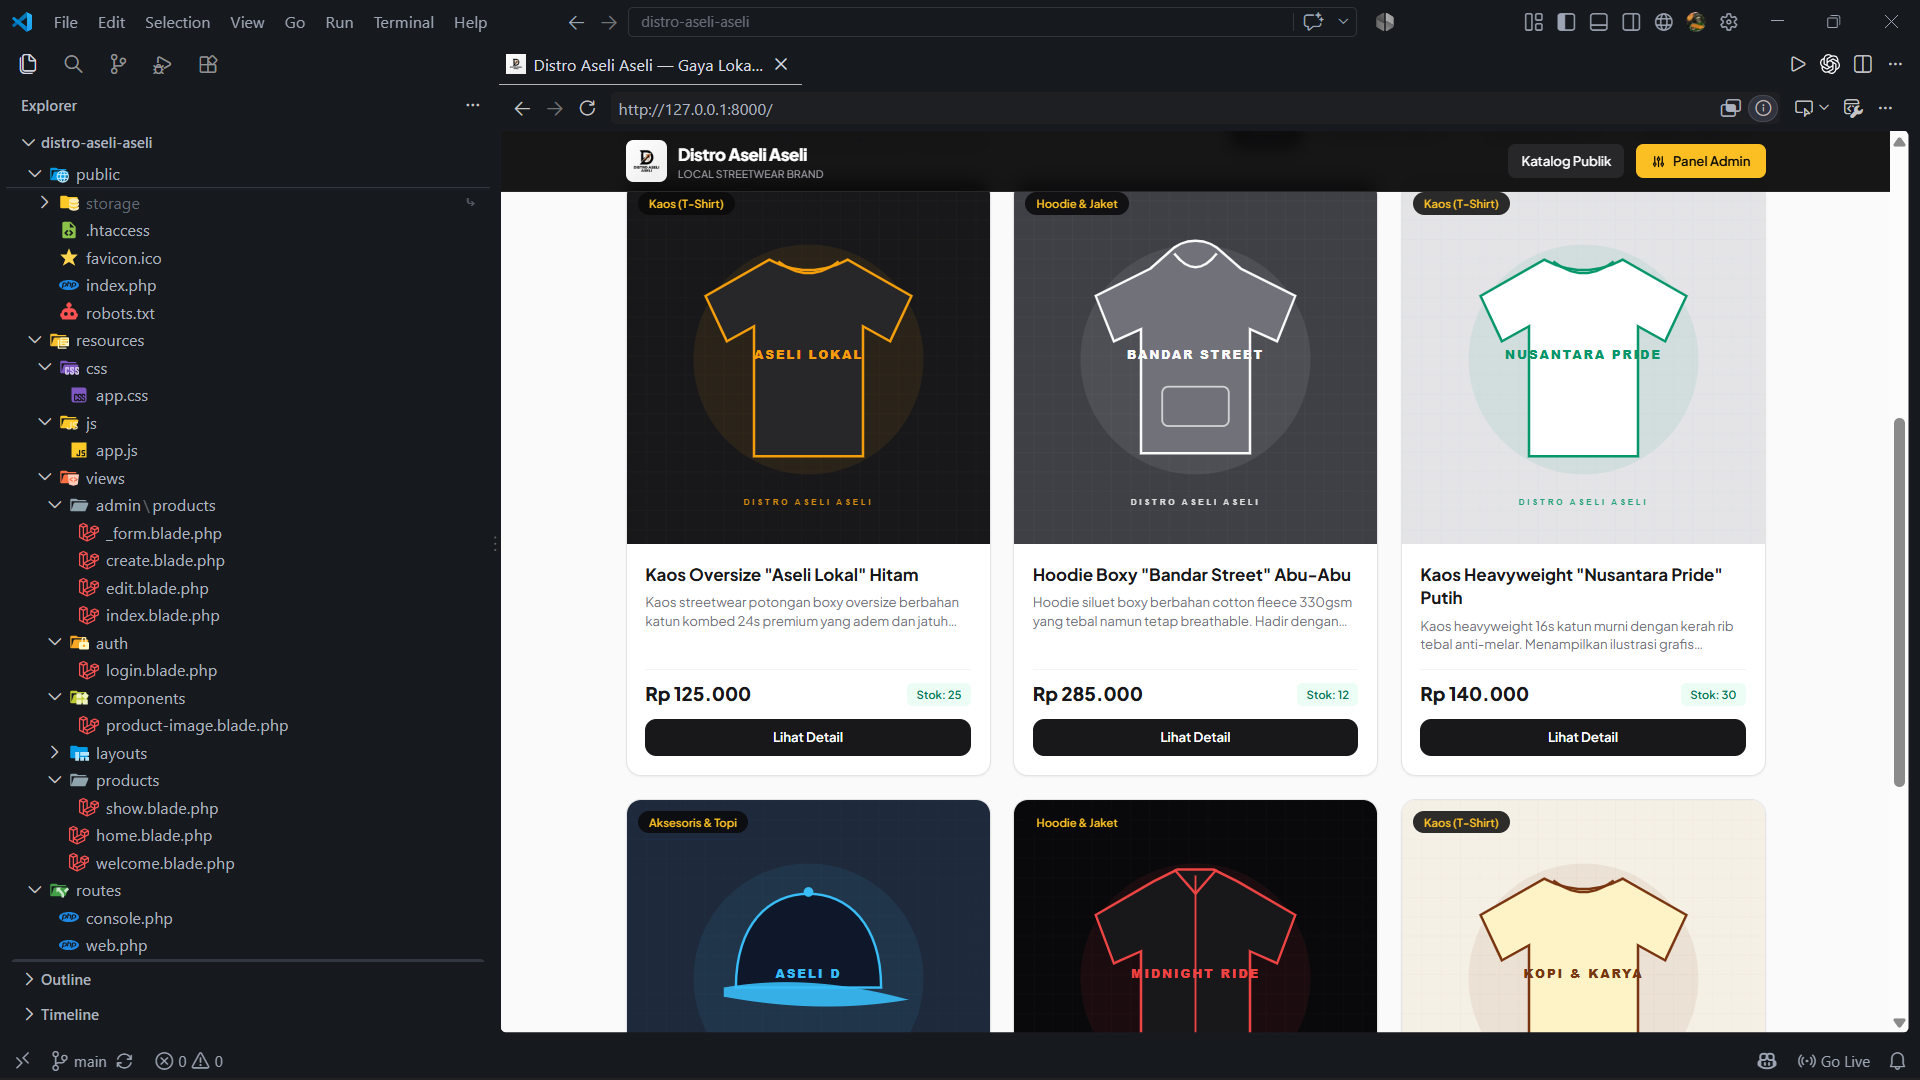 File Edit Selection View Go Run Terminal Help
distro-aseli-aseli
Explorer
distro-aseli-aseli
public
storage
.htaccess
favicon.ico
index.php
robots.txt
resources
css
app.css
js
app.js
views
admin\products
_form.blade.php
create.blade.php
edit.blade.php
index.blade.php
auth
login.blade.php
components
product-image.blade.php
layouts
products
show.blade.php
home.blade.php
welcome.blade.php
routes
console.php
web.php
Outline
Timeline
main
0 0
Distro Aseli Aseli — Gaya Loka...
http://127.0.0.1:8000/
Distro Aseli Aseli
LOCAL STREETWEAR BRAND
Katalog Publik
Panel Admin
Kaos (T-Shirt)
ASELI LOKAL
DISTRO ASELI ASELI
Kaos Oversize "Aseli Lokal" Hitam
Kaos streetwear potongan boxy oversize berbahan
katun kombed 24s premium yang adem dan jatuh...
Rp 125.000
Stok: 25
Lihat Detail
Hoodie & Jaket
BANDAR STREET
DISTRO ASELI ASELI
Hoodie Boxy "Bandar Street" Abu-Abu
Hoodie siluet boxy berbahan cotton fleece 330gsm
yang tebal namun tetap breathable. Hadir dengan...
Rp 285.000
Stok: 12
Lihat Detail
Kaos (T-Shirt)
NUSANTARA PRIDE
DISTRO ASELI ASELI
Kaos Heavyweight "Nusantara Pride"
Putih
Kaos heavyweight 16s katun murni dengan kerah rib
tebal anti-melar. Menampilkan ilustrasi grafis...
Rp 140.000
Stok: 30
Lihat Detail
Aksesoris & Topi
ASELI D
Hoodie & Jaket
MIDNIGHT RIDE
Kaos (T-Shirt)
KOPI & KARYA
Go Live